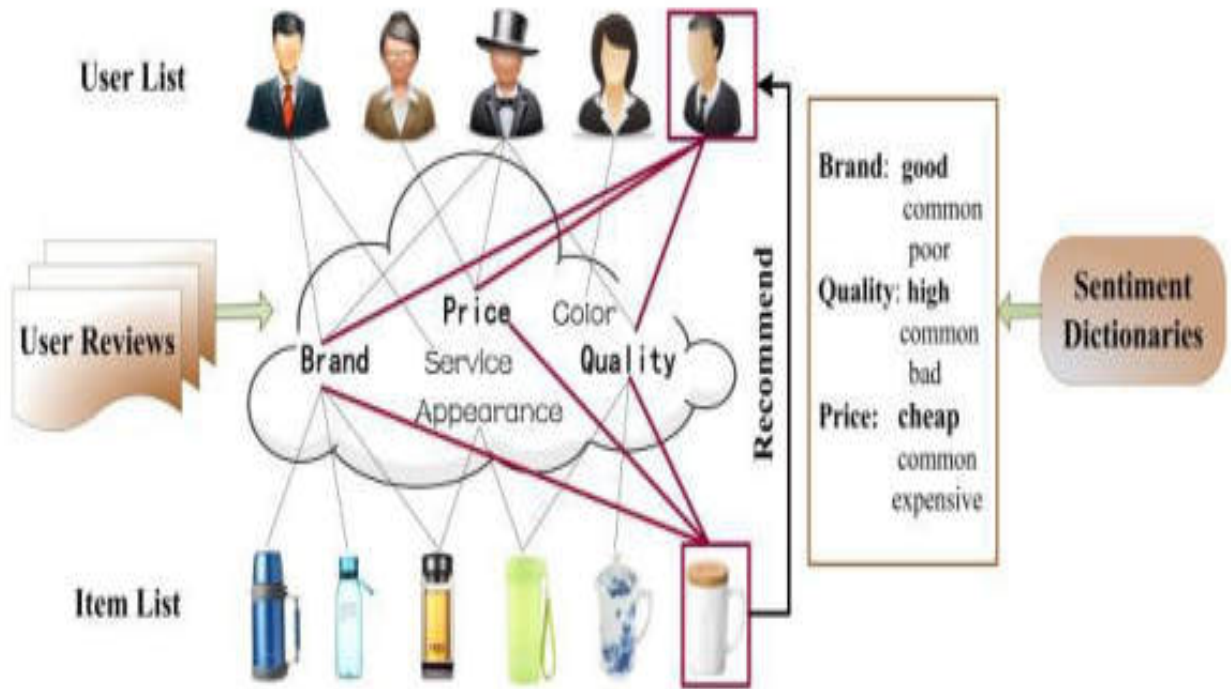 User List
User Reviews
Price
Color
Brand
Service
Quality
Appearance
Item List
Recommend
Brand: good
common
poor
Quality: high
common
bad
Price: cheap
common
expensive
Sentiment
Dictionaries